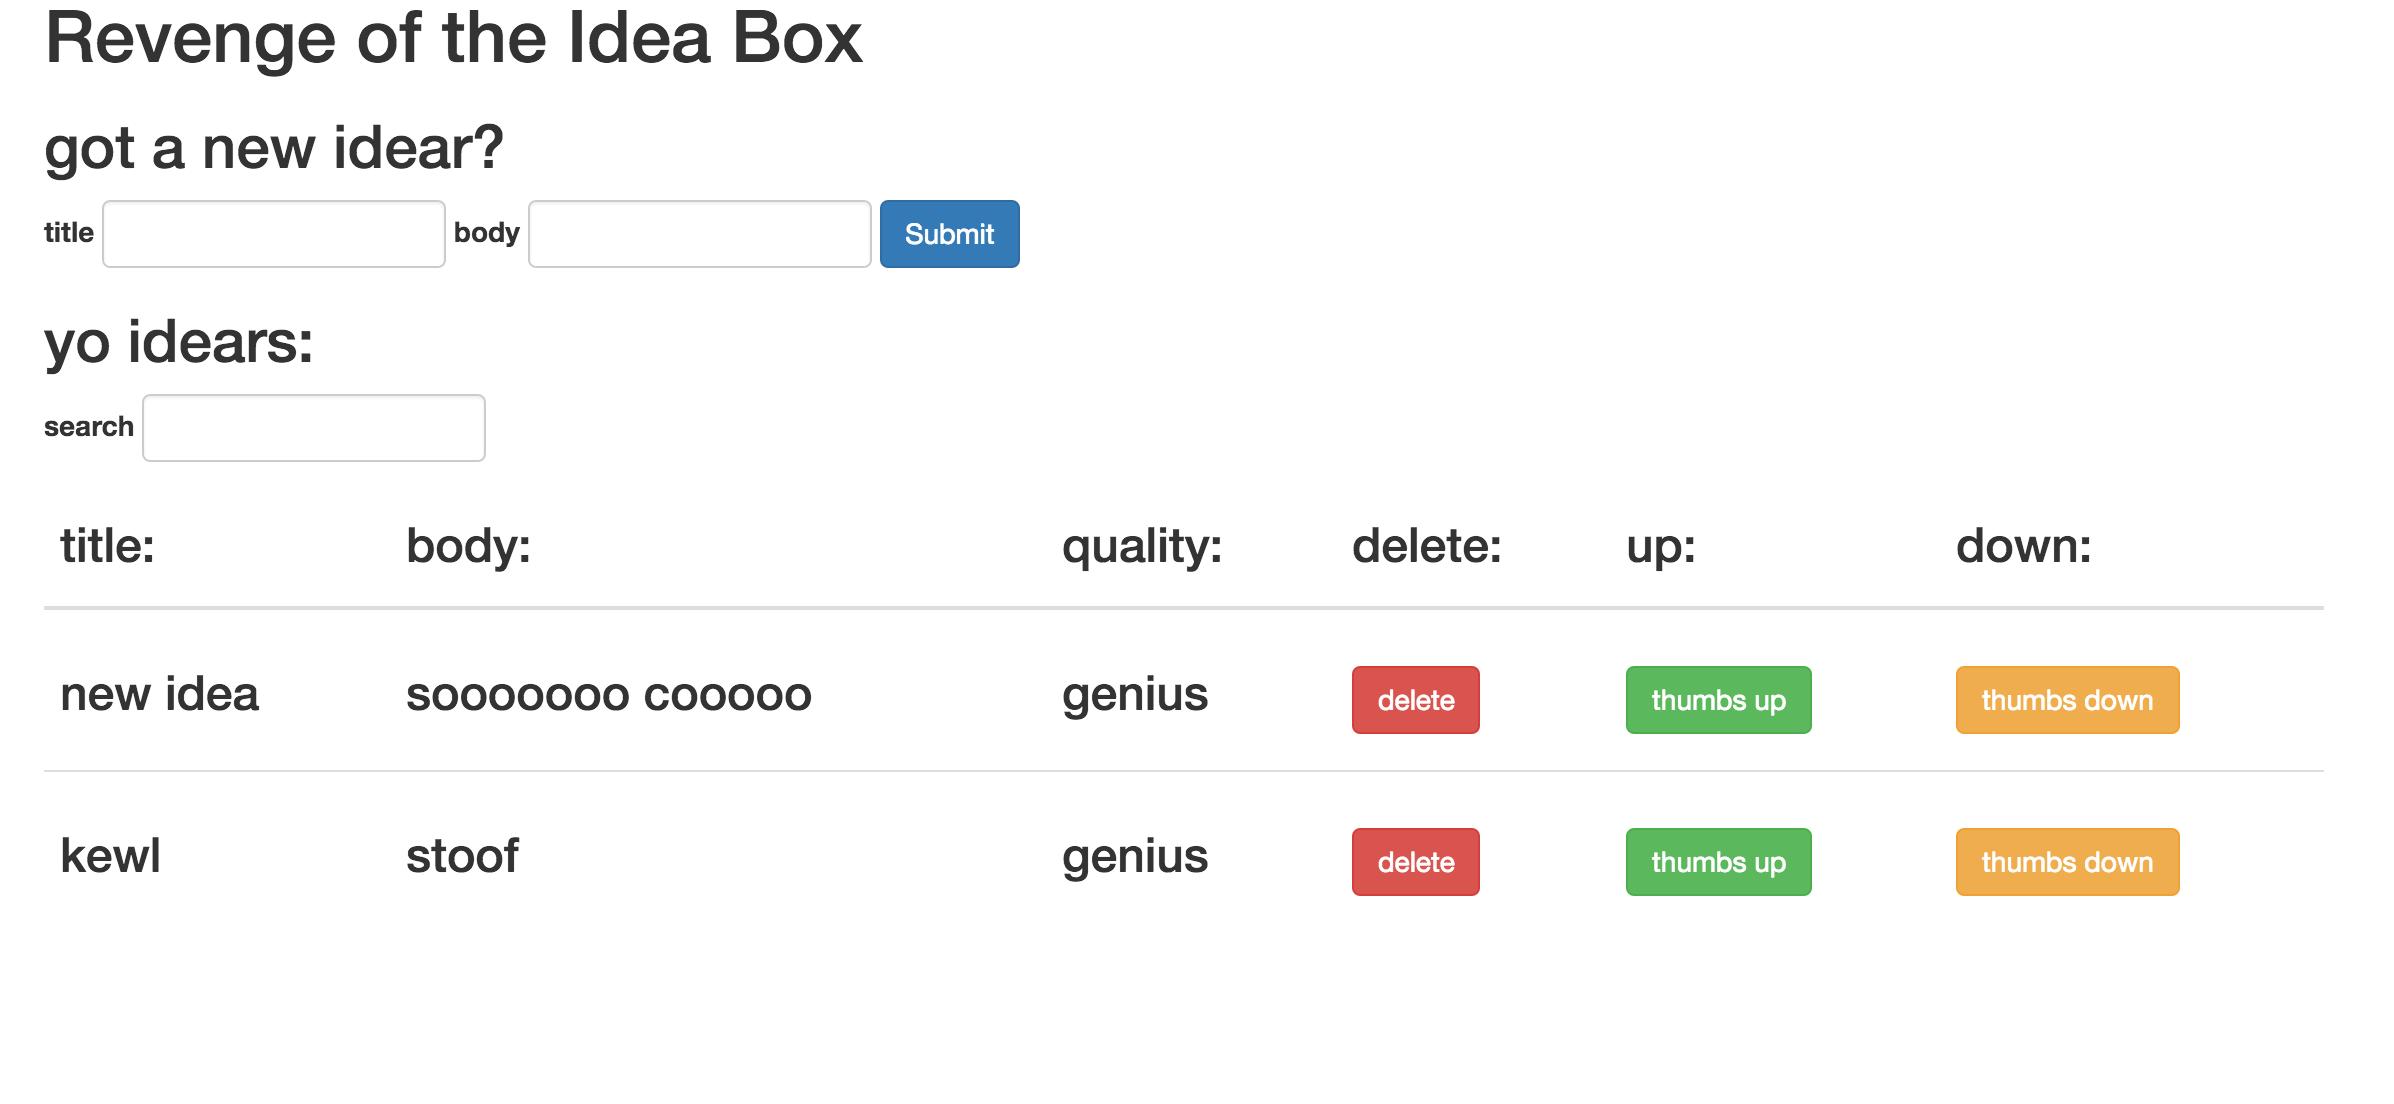 Revenge of the Idea Box
got a new idear?
title body Submit
yo idears:
search
title: body: quality: delete: up: down:
new idea sooooooo cooooo genius delete thumbs up thumbs down
kewl stoof genius delete thumbs up thumbs down